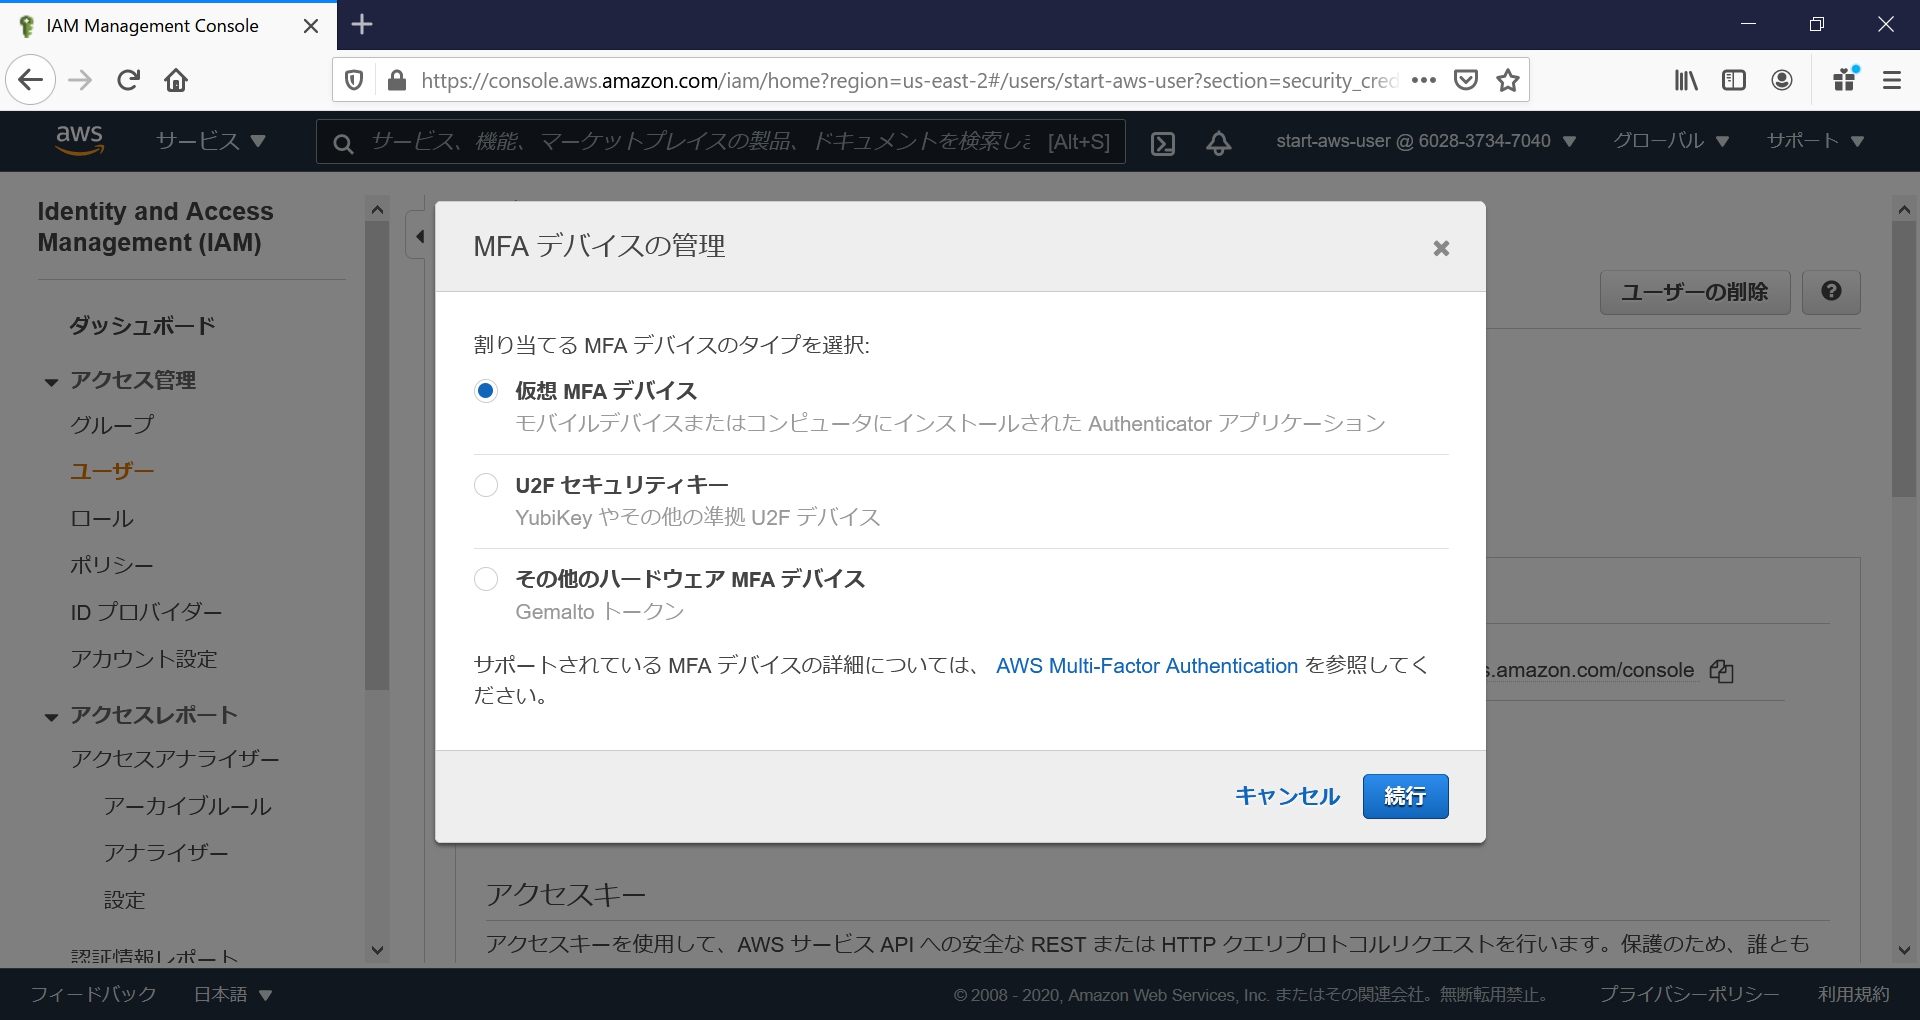 IAM Management Console
https://console.aws.amazon.com/iam/home?region=us-east-2#/users/start-aws-user?section=security_cred
aws
サービス
サービス、機能、マーケットプレイスの製品、ドキュメントを検索しま [Alt+S]
start-aws-user @ 6028-3734-7040
グローバル
サポート
Identity and Access
Management (IAM)
ダッシュボード
アクセス管理
グループ
ユーザー
ロール
ポリシー
ID プロバイダー
アカウント設定
アクセスレポート
アクセスアナライザー
アーカイブルール
アナライザー
設定
認証情報レポート
ユーザーの削除
MFA デバイスの管理
割り当てる MFA デバイスのタイプを選択:
仮想 MFA デバイス
モバイルデバイスまたはコンピュータにインストールされた Authenticator アプリケーション
U2F セキュリティキー
YubiKey やその他の準拠 U2F デバイス
その他のハードウェア MFA デバイス
Gemalto トークン
サポートされている MFA デバイスの詳細については、 AWS Multi-Factor Authentication を参照してく
ださい。
キャンセル
続行
s.amazon.com/console
アクセスキー
アクセスキーを使用して、AWS サービス API への安全な REST または HTTP クエリプロトコルリクエストを行います。保護のため、誰とも
フィードバック
日本語
© 2008 - 2020, Amazon Web Services, Inc. またはその関連会社。無断転用禁止。
プライバシーポリシー
利用規約